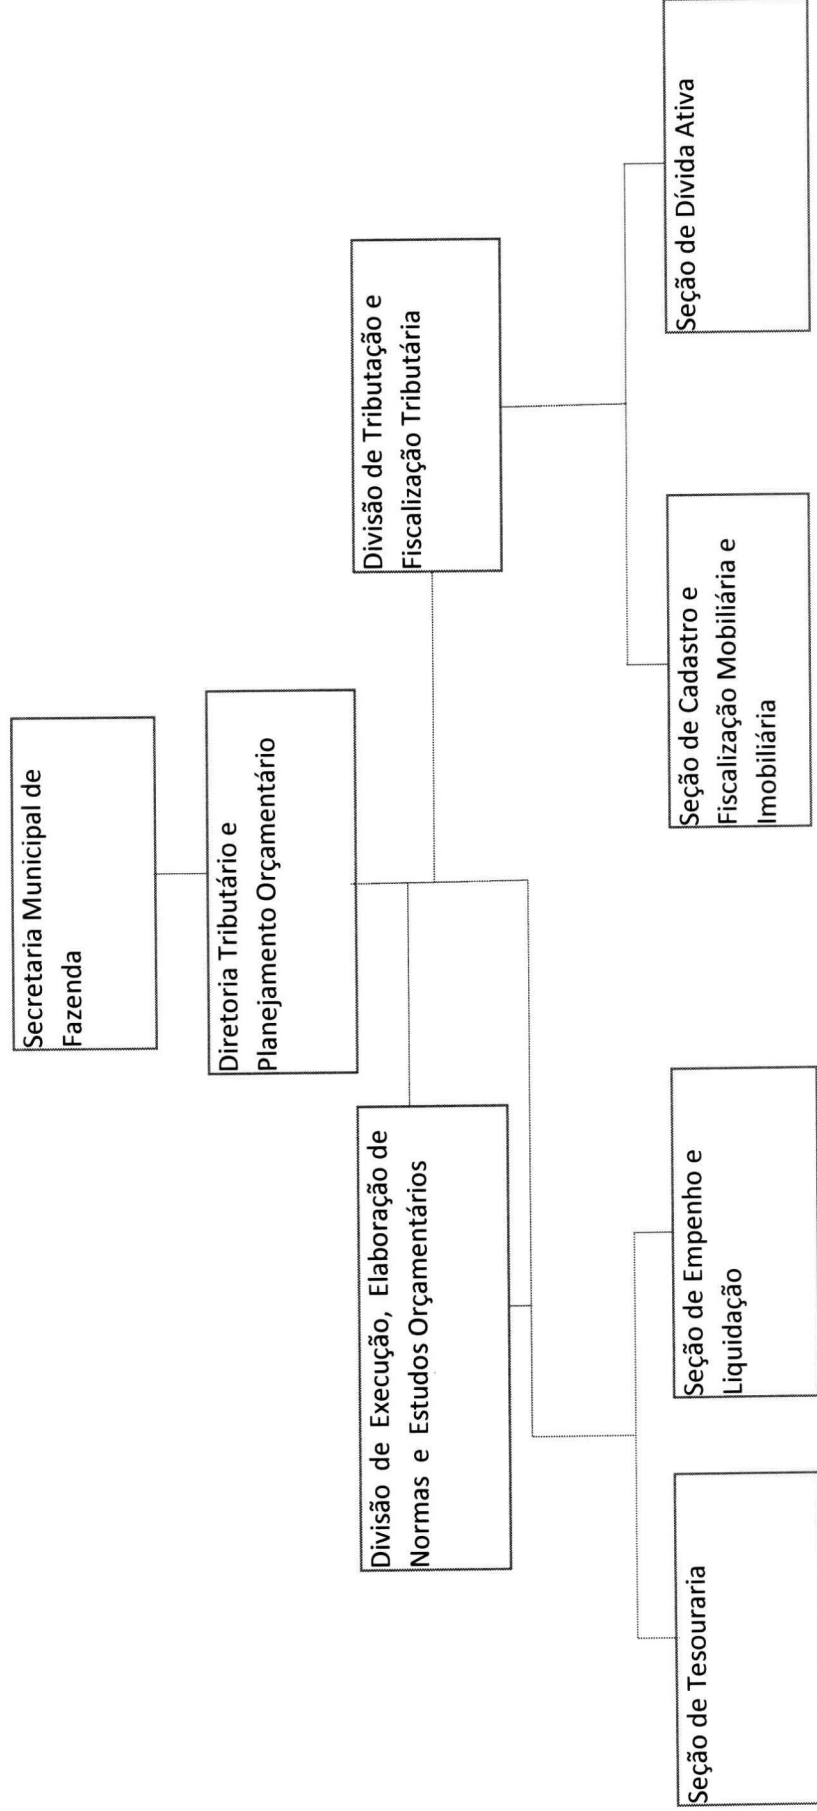 Secretaria Municipal de
Fazenda
Diretoria Tributário e
Planejamento Orçamentário
Divisão de Execução, Elaboração de
Normas e Estudos Orçamentários
Divisão de Tributação e
Fiscalização Tributária
Seção de Tesouraria
Seção de Empenho e
Liquidação
Seção de Cadastro e
Fiscalização Mobiliária e
Imobiliária
Seção de Dívida Ativa